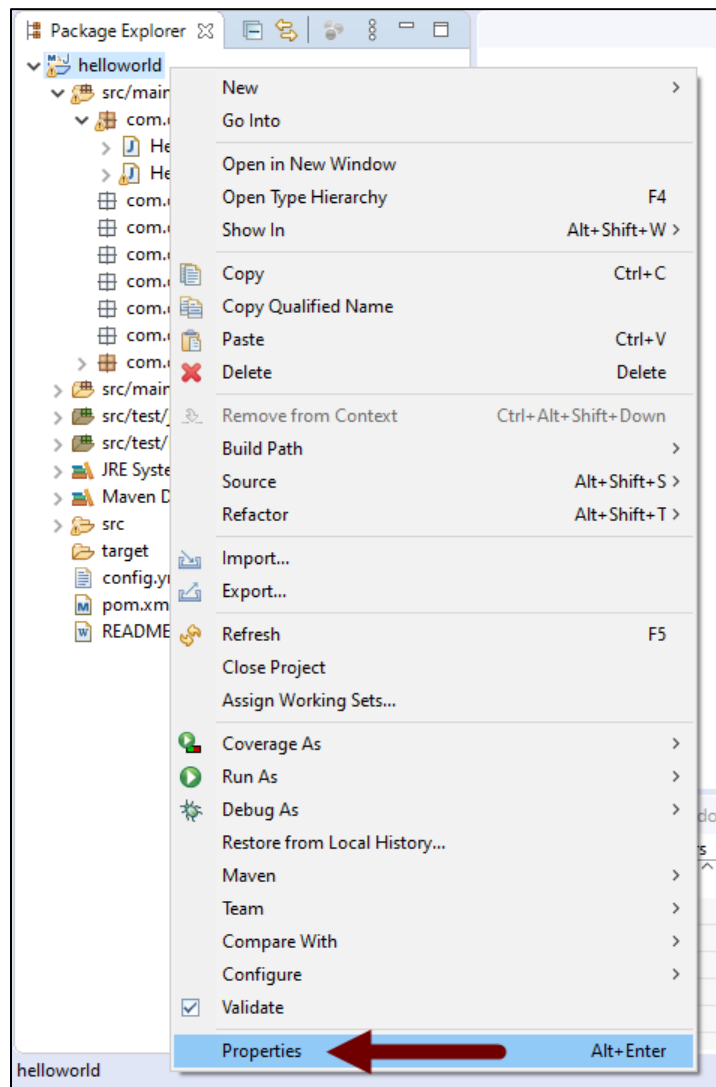 Package Explorer
helloworld
src/main
com.
He
He
com.
com.
com.
com.
com.
com.
com.
src/main
src/test/
src/test/
JRE Syste
Maven D
src
target
config.y
pom.xm
README
New
Go Into
Open in New Window
Open Type Hierarchy F4
Show In Alt+Shift+W >
Copy Ctrl+C
Copy Qualified Name
Paste Ctrl+V
Delete Delete
Remove from Context Ctrl+Alt+Shift+Down
Build Path
Source Alt+Shift+S >
Refactor Alt+Shift+T >
Import...
Export...
Refresh F5
Close Project
Assign Working Sets...
Coverage As
Run As
Debug As
Restore from Local History...
Maven
Team
Compare With
Configure
Validate
Properties Alt+Enter
helloworld